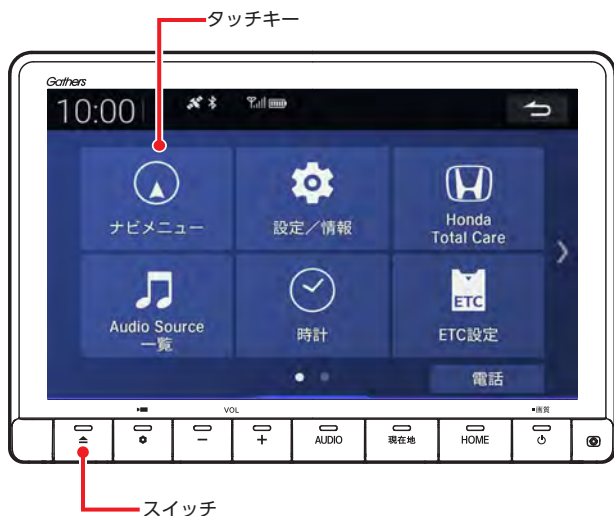 タッチキー
Gathers
10:00
ナビメニュー
設定／情報
Honda
Total Care
Audio Source
一覧
時計
ETC
ETC設定
電話
VOL
■画質
− + AUDIO 現在地 HOME
スイッチ